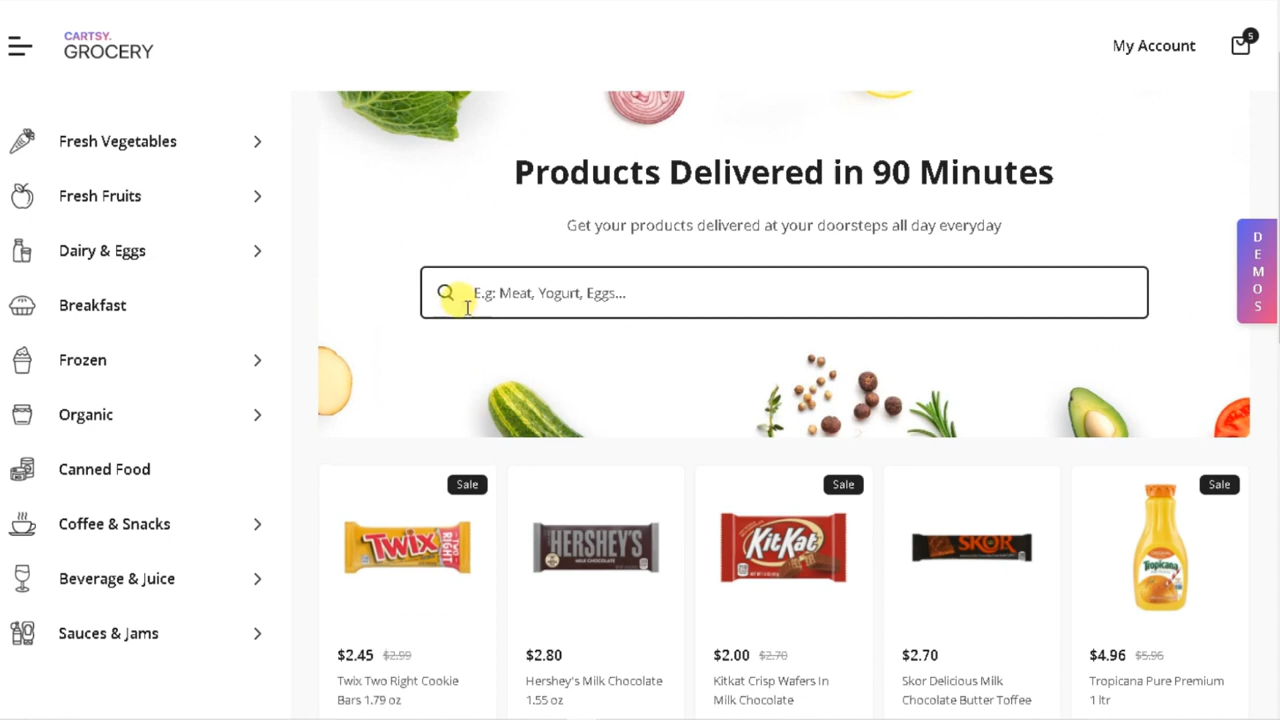 CARTSY.
GROCERY
My Account
5
Fresh Vegetables
Fresh Fruits
Dairy & Eggs
Breakfast
Frozen
Organic
Canned Food
Coffee & Snacks
Beverage & Juice
Sauces & Jams
Products Delivered in 90 Minutes
Get your products delivered at your doorsteps all day everyday
E.g: Meat, Yogurt, Eggs...
DEMOS
Sale
TWIX
RIGHT
$2.45 $2.99
Twix Two Right Cookie
Bars 1.79 oz
HERSHEY'S
MILK CHOCOLATE
$2.80
Hershey's Milk Chocolate
1.55 oz
Sale
KitKat
$2.00 $2.70
Kitkat Crisp Wafers In
Milk Chocolate
SKOR
$2.70
Skor Delicious Milk
Chocolate Butter Toffee
Sale
Tropicana
$4.96 $5.96
Tropicana Pure Premium
1 ltr